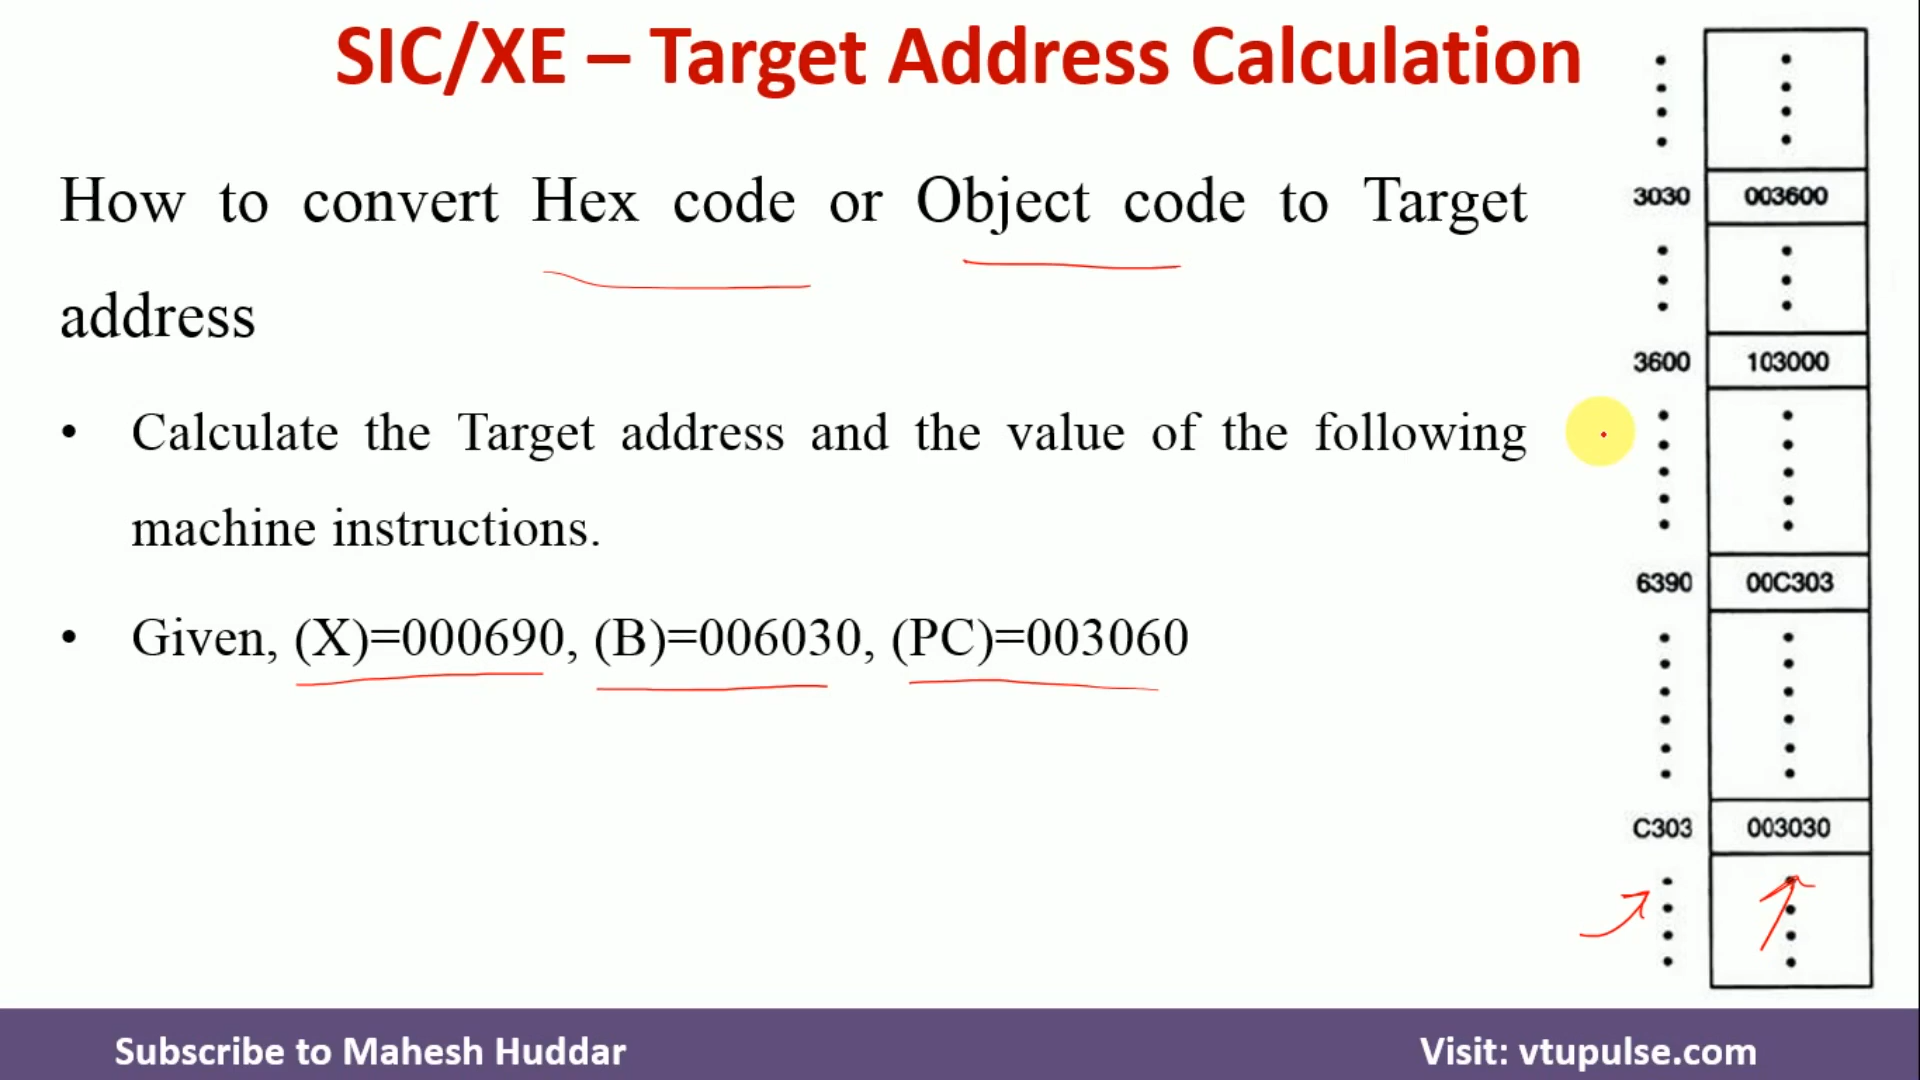 SIC/XE – Target Address Calculation
How to convert Hex code or Object code to Target
address
• Calculate the Target address and the value of the following
machine instructions.
• Given, (X)=000690, (B)=006030, (PC)=003060
3030 003600
3600 103000
6390 00C303
C303 003030
Subscribe to Mahesh Huddar
Visit: vtupulse.com